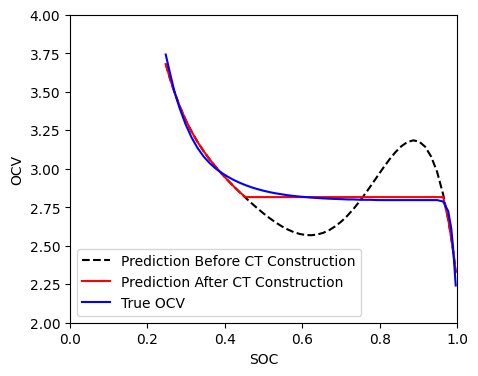 4.00
3.75
3.50
3.25
3.00
2.75
2.50
2.25
2.00
OCV
Prediction Before CT Construction
Prediction After CT Construction
True OCV
0.0 0.2 0.4 0.6 0.8 1.0
SOC